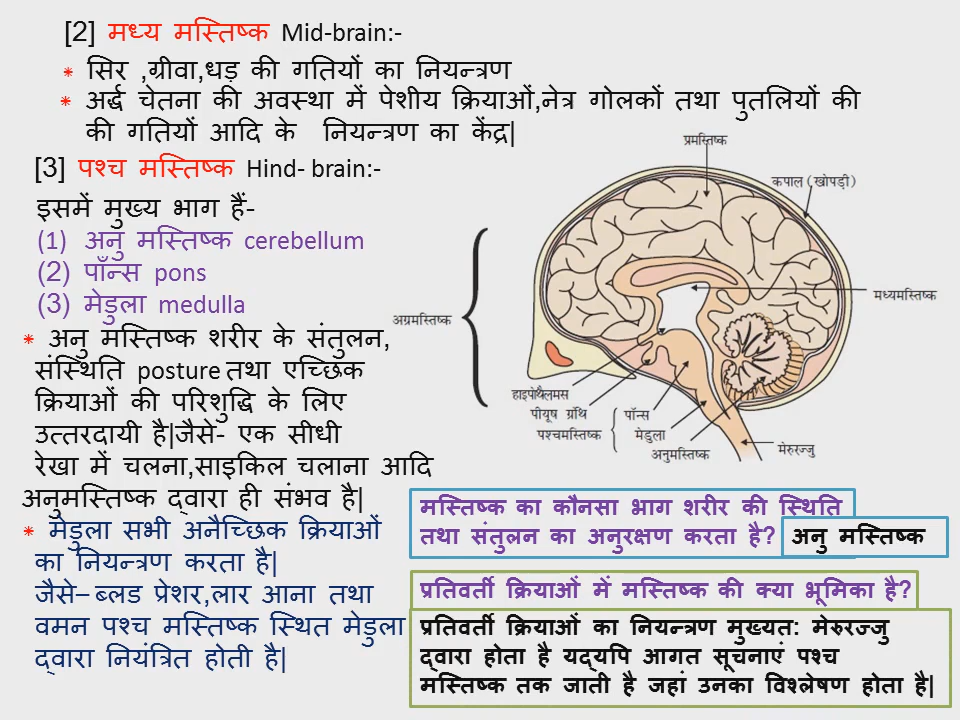 [2] मध्य मस्तिष्क Mid-brain:-
* सिर ,ग्रीवा,धड़ की गतियों का नियन्त्रण
* अर्द्ध चेतना की अवस्था में पेशीय क्रियाओं,नेत्र गोलकों तथा पुतलियों की
की गतियों आदि के नियन्त्रण का केंद्र|
[3] पश्च मस्तिष्क Hind- brain:-
इसमें मुख्य भाग हैं-
(1) अनु मस्तिष्क cerebellum
(2) पाँन्स pons
(3) मेडुला medulla
* अनु मस्तिष्क शरीर के संतुलन,
संस्थिति posture तथा एच्छिक
क्रियाओं की परिशुद्धि के लिए
उत्तरदायी है|जैसे- एक सीधी
रेखा में चलना,साइकिल चलाना आदि
अनुमस्तिष्क द्वारा ही संभव है|
* मेडुला सभी अनैच्छिक क्रियाओं
का नियन्त्रण करता है|
जैसे– ब्लड प्रेशर,लार आना तथा
वमन पश्च मस्तिष्क स्थित मेडुला
द्वारा नियंत्रित होती है|
प्रमस्तिष्क
कपाल (खोपड़ी)
मध्यमस्तिष्क
अग्रमस्तिष्क
हाइपोथैलमस
पीयूष ग्रंथि
पश्चमस्तिष्क
पॉन्स
मेडुला
अनुमस्तिष्क
मेरुरज्जु
मस्तिष्क का कौनसा भाग शरीर की स्थिति
तथा संतुलन का अनुरक्षण करता है?
अनु मस्तिष्क
प्रतिवर्ती क्रियाओं में मस्तिष्क की क्या भूमिका है?
प्रतिवर्ती क्रियाओं का नियन्त्रण मुख्यत: मेरुरज्जु
द्वारा होता है यद्यपि आगत सूचनाएं पश्च
मस्तिष्क तक जाती है जहां उनका विश्लेषण होता है|